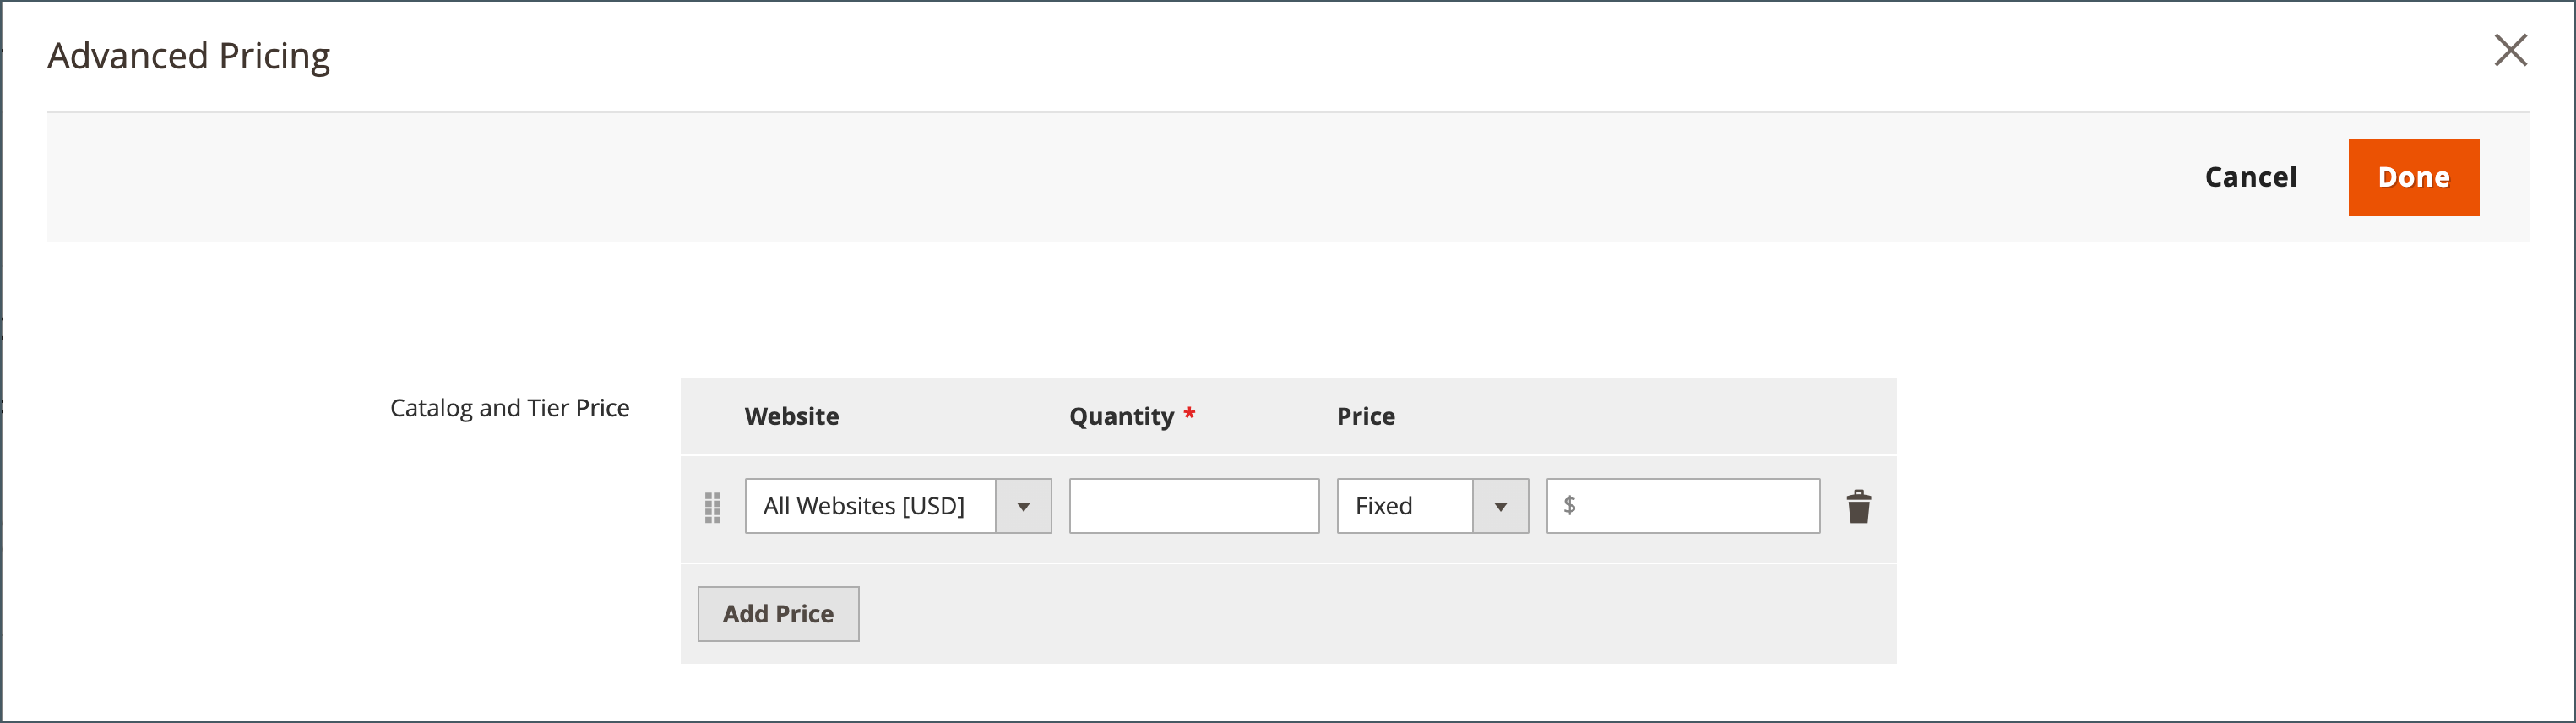 Advanced Pricing
Cancel Done
Catalog and Tier Price
Website Quantity * Price
All Websites [USD] Fixed $
Add Price